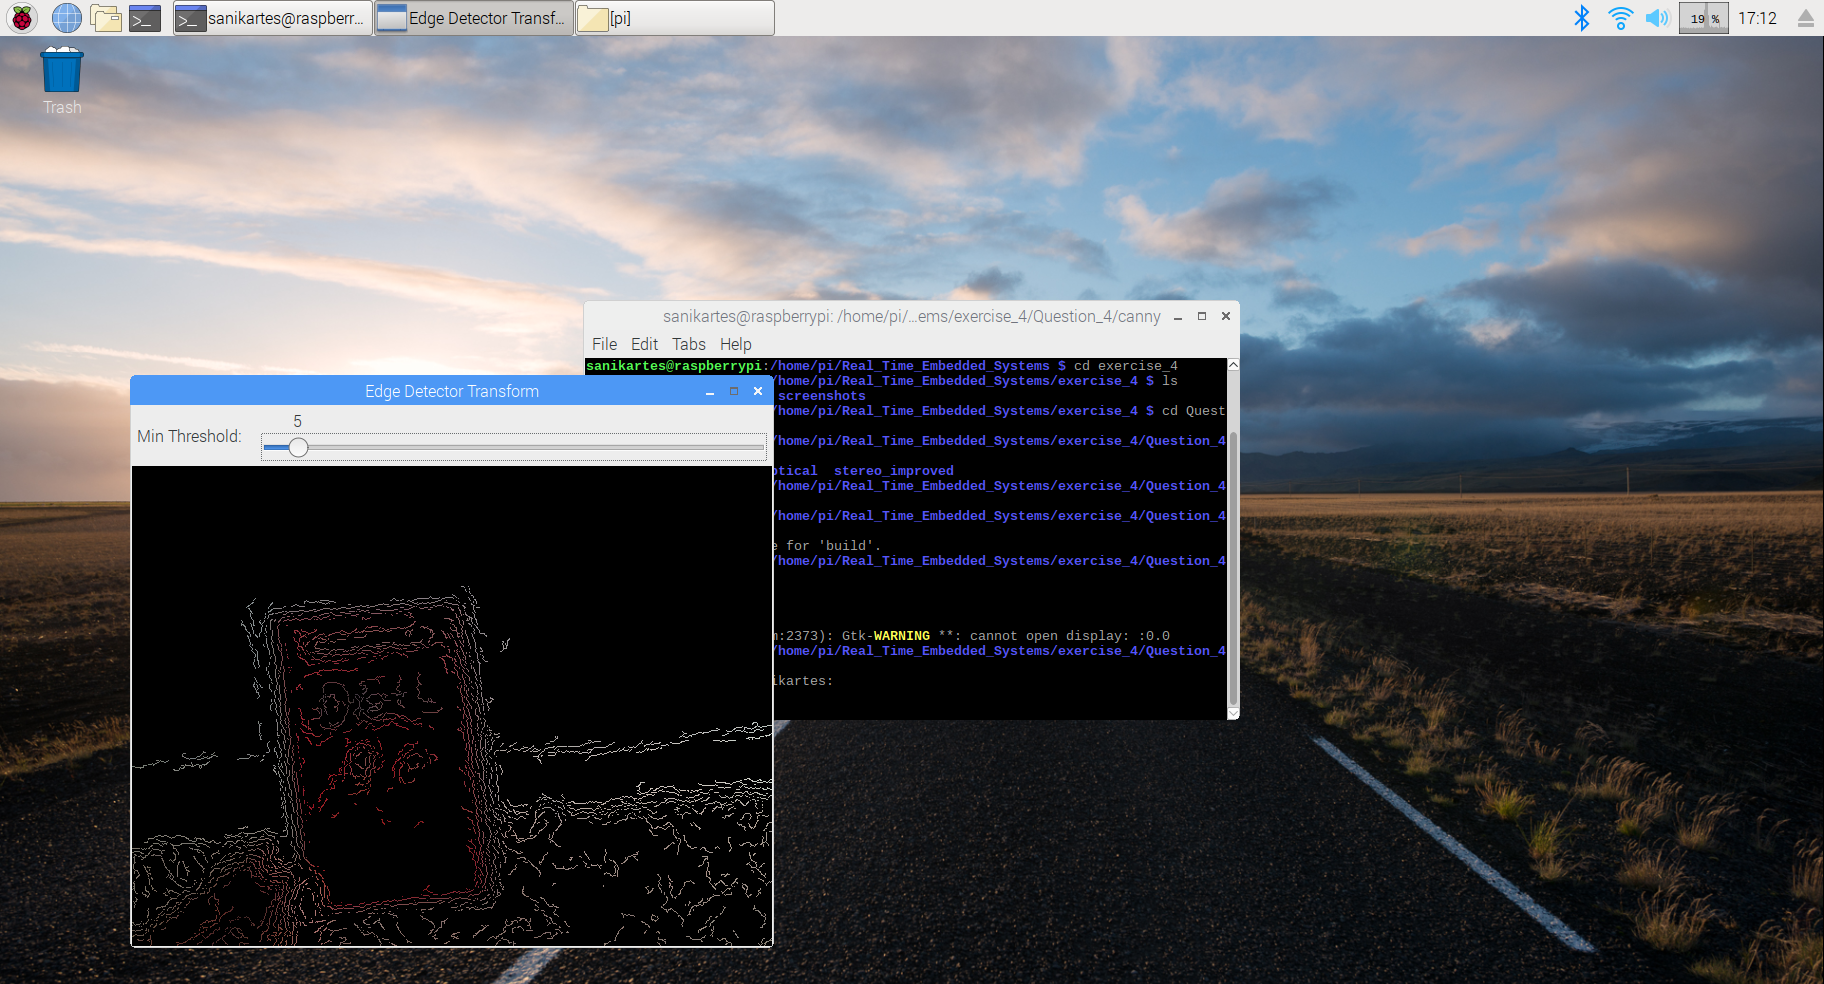 sanikartes@raspberr...
Edge Detector Transf...
[pi]
19 %
17:12
Trash
sanikartes@raspberrypi: /home/pi/...ems/exercise_4/Question_4/canny
File Edit Tabs Help
sanikartes@raspberrypi:/home/pi/Real_Time_Embedded_Systems $ cd exercise_4
/home/pi/Real_Time_Embedded_Systems/exercise_4 $ ls
screenshots
/home/pi/Real_Time_Embedded_Systems/exercise_4 $ cd Quest
/home/pi/Real_Time_Embedded_Systems/exercise_4/Question_4
ptical stereo_improved
/home/pi/Real_Time_Embedded_Systems/exercise_4/Question_4
/home/pi/Real_Time_Embedded_Systems/exercise_4/Question_4
e for 'build'.
/home/pi/Real_Time_Embedded_Systems/exercise_4/Question_4
m:2373): Gtk-WARNING **: cannot open display: :0.0
/home/pi/Real_Time_Embedded_Systems/exercise_4/Question_4
ikartes:
Edge Detector Transform
5
Min Threshold: